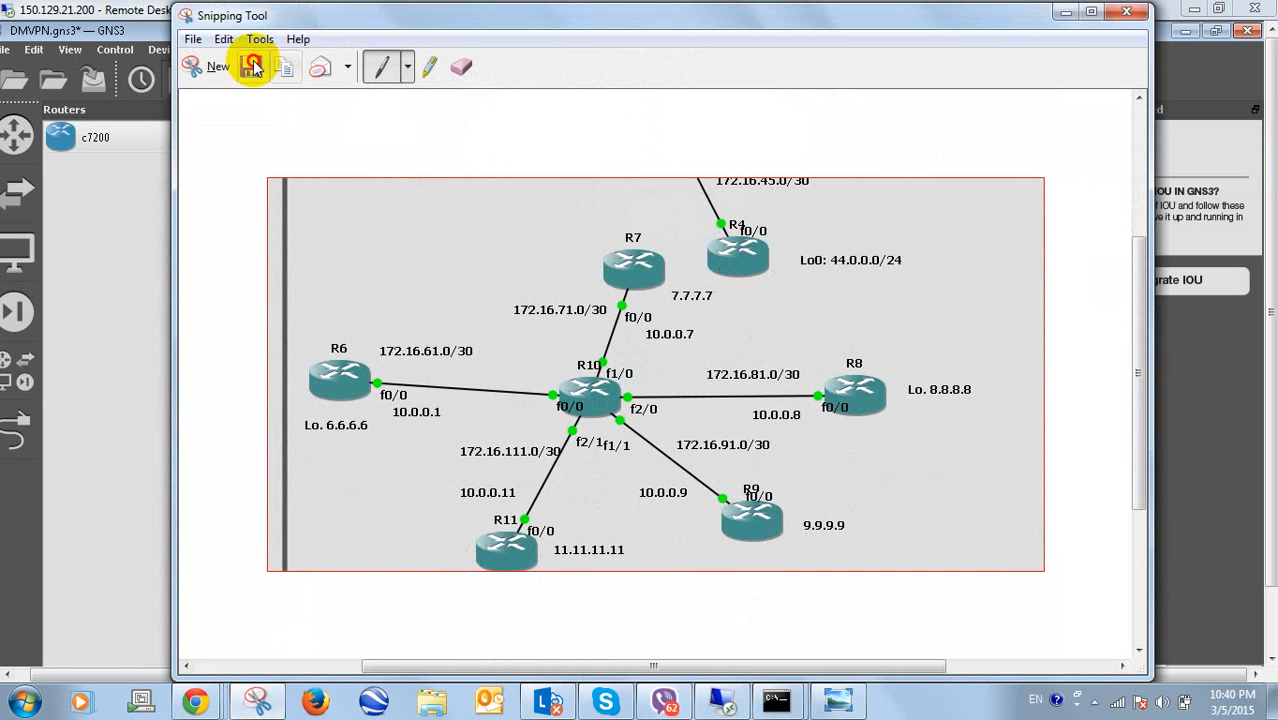 150.129.21.200 - Remote Desk
Snipping Tool
DMVPN.gns3* — GNS3
File Edit Tools Help
Edit View Control
New
Routers
c7200
172.16.45.0/30
R4
f0/0
R7
Lo0: 44.0.0.0/24
7.7.7.7
172.16.71.0/30
f0/0
10.0.0.7
R6
172.16.61.0/30
R10
f1/0
172.16.81.0/30
R8
f0/0
Lo. 8.8.8.8
10.0.0.1
f0/0
f2/0
10.0.0.8
f0/0
Lo. 6.6.6.6
f2/1
f1/1
172.16.91.0/30
172.16.111.0/30
10.0.0.11
10.0.0.9
R9
f0/0
R11
f0/0
9.9.9.9
11.11.11.11
IOU IN GNS3?
of IOU and follow these
ve it up and running in
grate IOU
62
EN
10:40 PM
3/5/2015